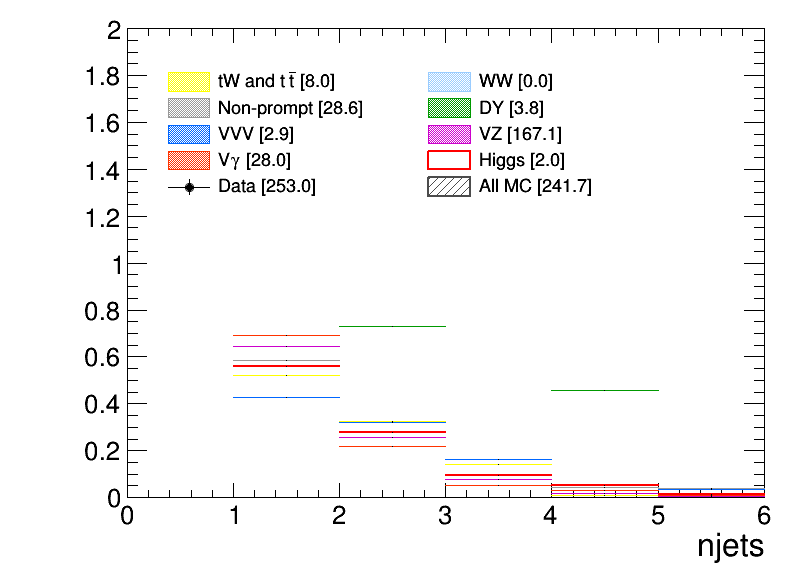 2
1.8
1.6
1.4
1.2
1
0.8
0.6
0.4
0.2
0
tW and t t̅ [8.0]
Non-prompt [28.6]
VVV [2.9]
Vγ [28.0]
Data [253.0]
WW [0.0]
DY [3.8]
VZ [167.1]
Higgs [2.0]
All MC [241.7]
0 1 2 3 4 5 6
njets